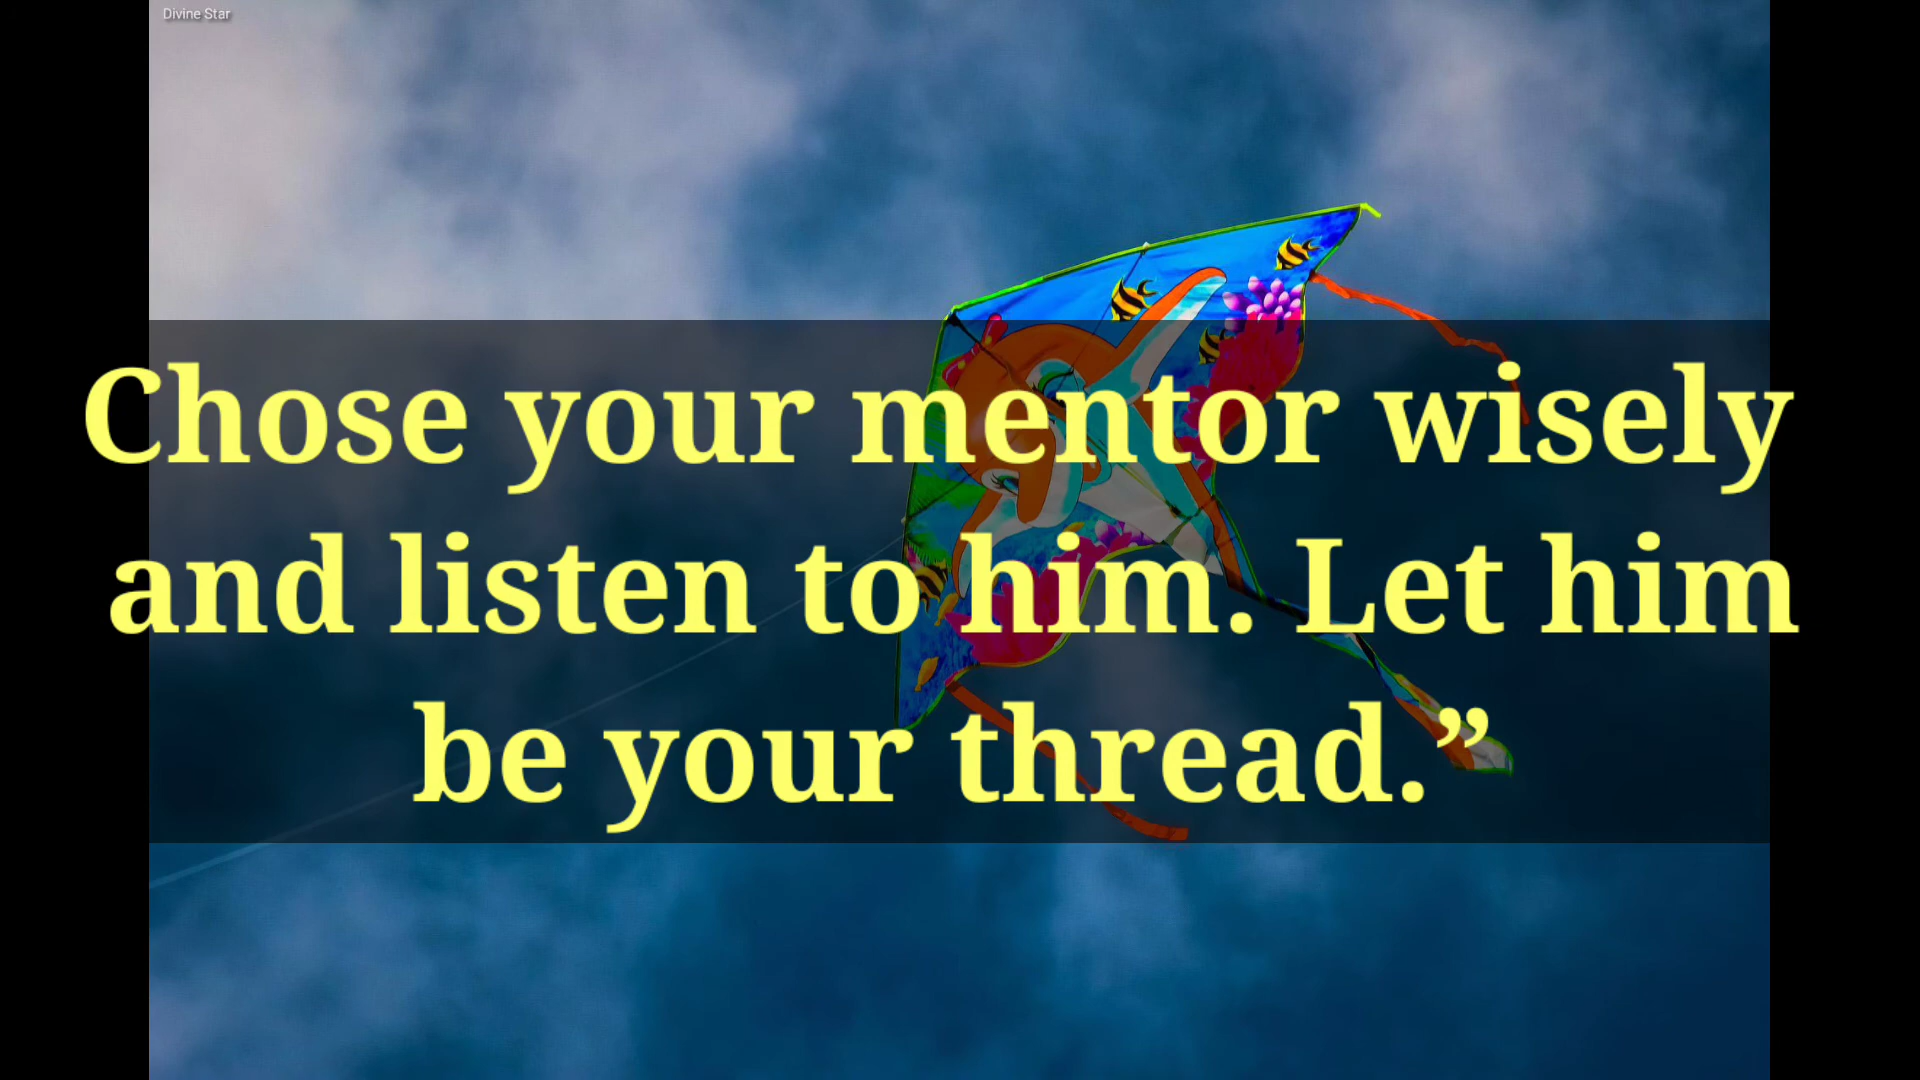 Divine Star
Chose your mentor wisely
and listen to him. Let him
be your thread.”